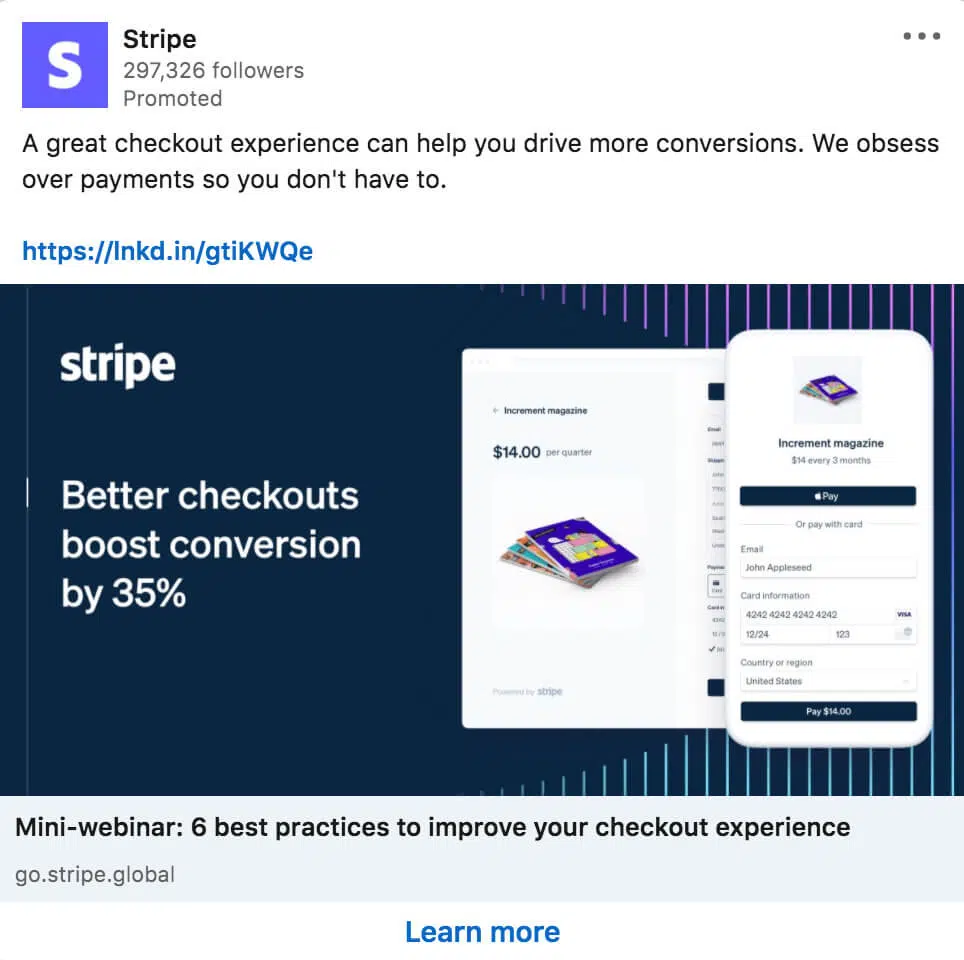 S
Stripe
297,326 followers
Promoted
A great checkout experience can help you drive more conversions. We obsess
over payments so you don't have to.
https://lnkd.in/gtiKWQe
stripe
Better checkouts
boost conversion
by 35%
← Increment magazine
$14.00 per quarter
Powered by stripe
Email
Increment magazine
$14 every 3 months
Pay
Or pay with card
Email
John Appleseed
Card information
4242 4242 4242 4242 VISA
12/24 123
Country or region
United States
Pay $14.00
Mini-webinar: 6 best practices to improve your checkout experience
go.stripe.global
Learn more